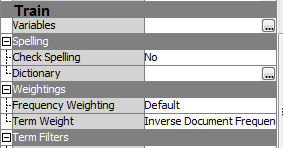 Train
Variables ...
Spelling
Check Spelling No
Dictionary ...
Weightings
Frequency Weighting Default
Term Weight Inverse Document Frequen
Term Filters